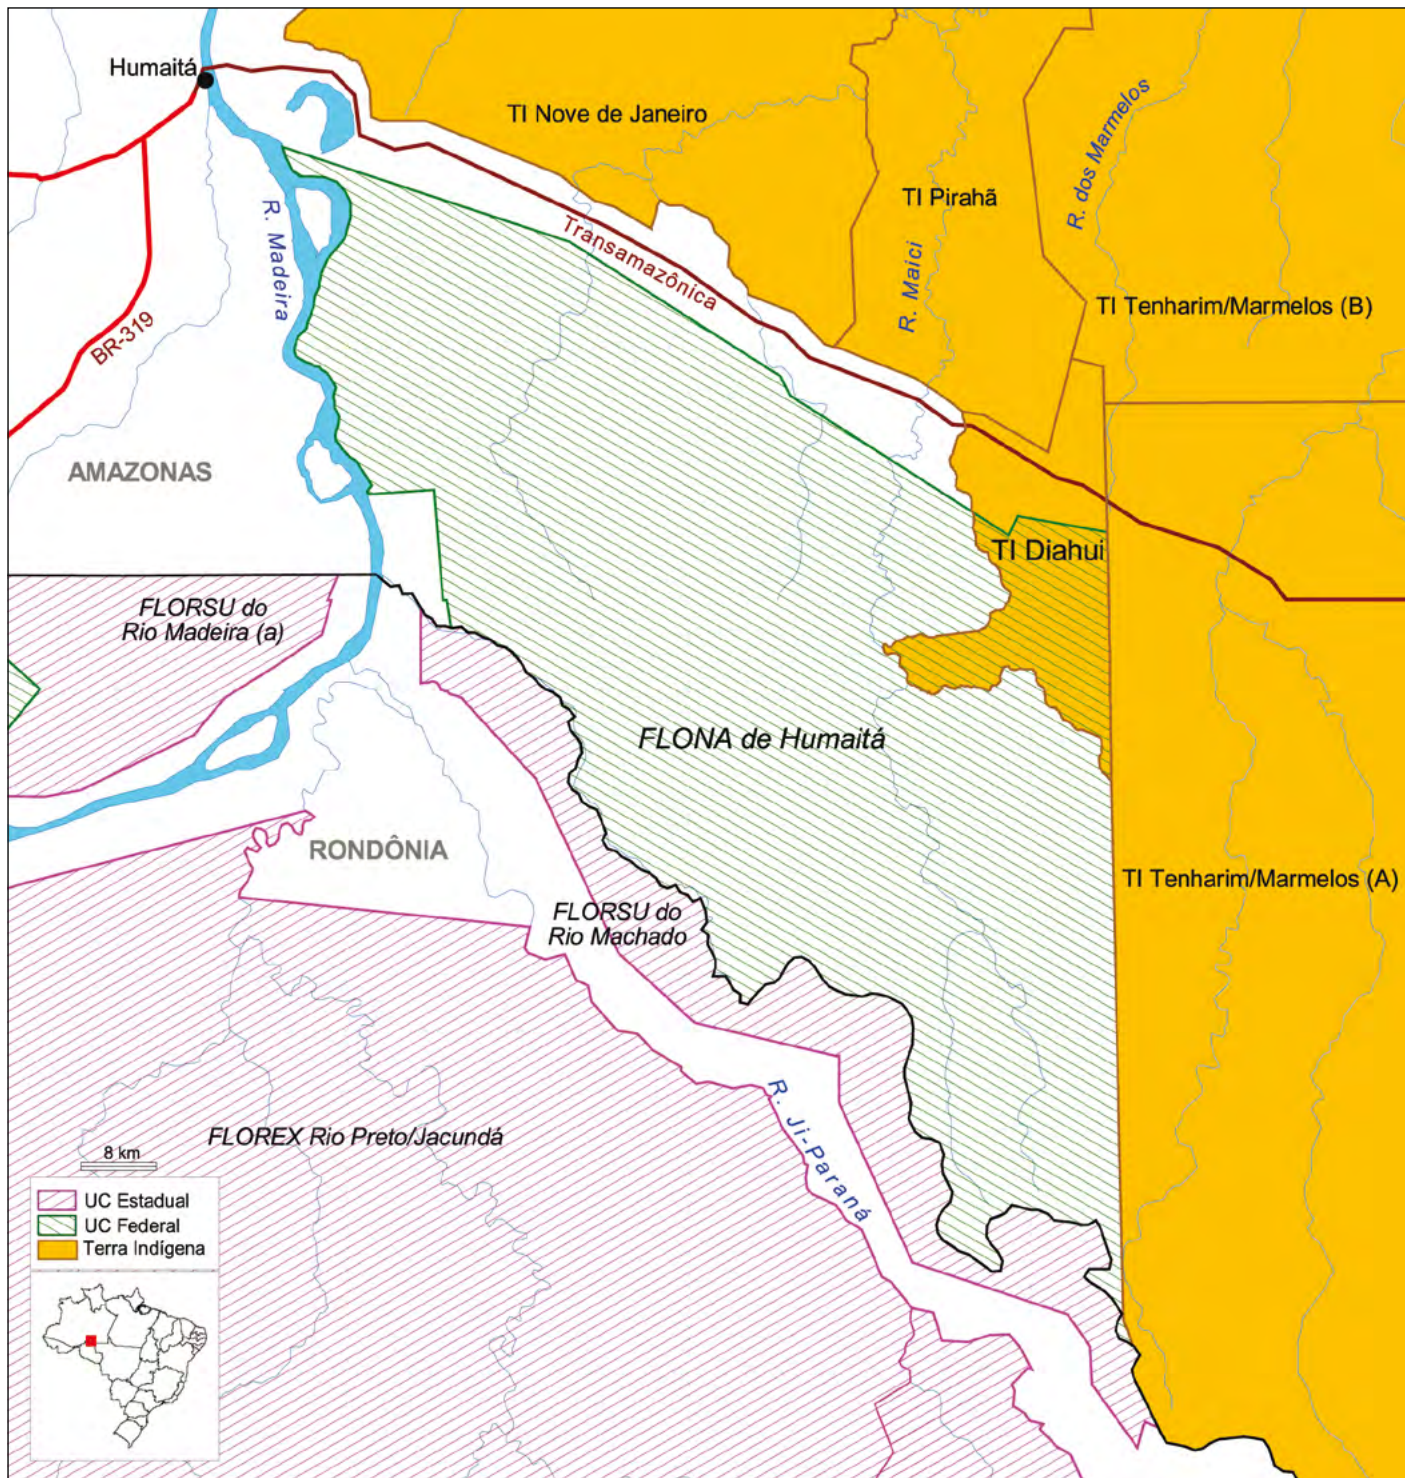 Humaitá
TI Nove de Janeiro
R. dos Marmelos
TI Pirahã
R. Madeira
Transamazônica
R. Maici
TI Tenharim/Marmelos (B)
BR-319
AMAZONAS
TI Diahui
FLORSU do
Rio Madeira (a)
FLONA de Humaitá
RONDÔNIA
TI Tenharim/Marmelos (A)
FLORSU do
Rio Machado
R. Ji-Paraná
FLOREX Rio Preto/Jacundá
8 km
UC Estadual
UC Federal
Terra Indígena